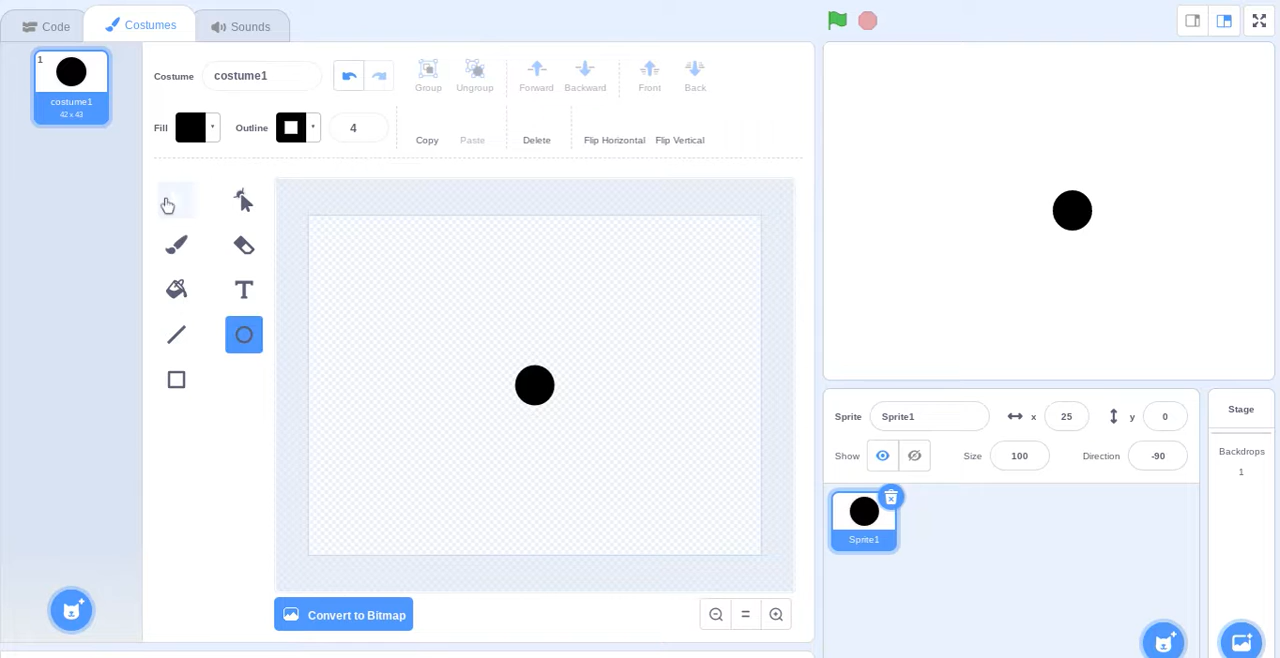 Code
Costumes
Sounds
1
costume1
42 x 43
Costume
costume1
Group
Ungroup
Forward
Backward
Front
Back
Fill
Outline
4
Copy
Paste
Delete
Flip Horizontal
Flip Vertical
T
Convert to Bitmap
Sprite
Sprite1
x
25
y
0
Show
Size
100
Direction
-90
Sprite1
Stage
Backdrops
1